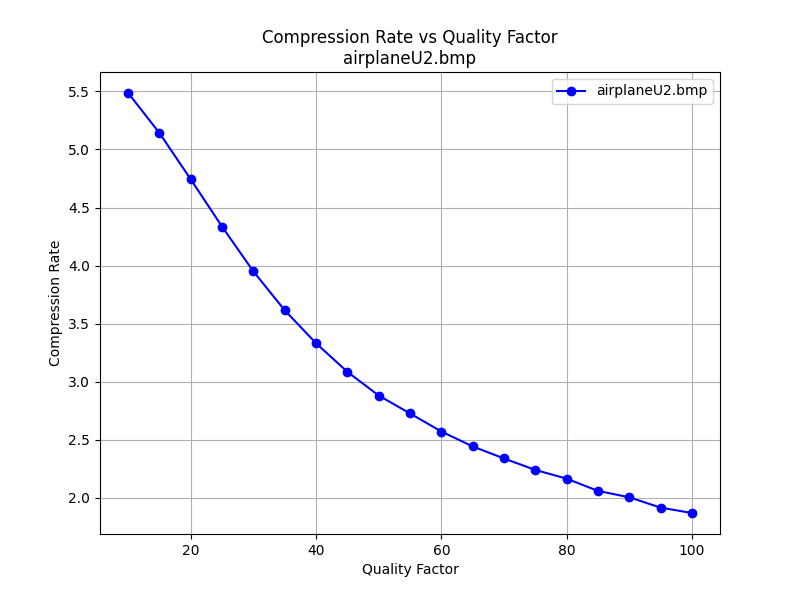 Compression Rate vs Quality Factor
airplaneU2.bmp
airplaneU2.bmp
5.5
5.0
4.5
4.0
3.5
3.0
2.5
2.0
Compression Rate
20 40 60 80 100
Quality Factor